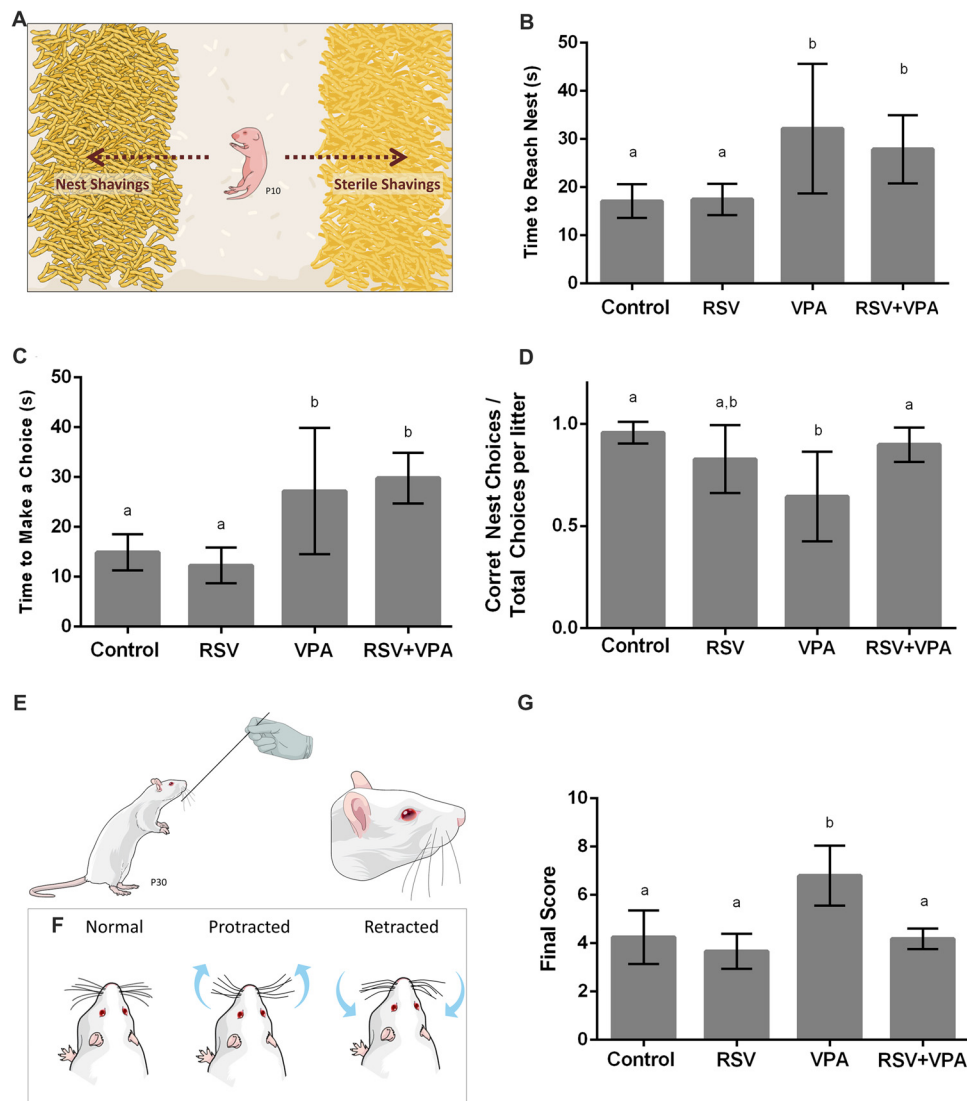 A
Nest Shavings
P10
Sterile Shavings
B
Time to Reach Nest (s)
50
40
30
20
10
0
a
a
b
b
Control
RSV
VPA
RSV+VPA
C
Time to Make a Choice (s)
50
40
30
20
10
0
a
a
b
b
Control
RSV
VPA
RSV+VPA
D
Corret Nest Choices /
Total Choices per litter
1.0
0.5
0.0
a
a,b
b
a
Control
RSV
VPA
RSV+VPA
E
P30
F
Normal
Protracted
Retracted
G
Final Score
10
8
6
4
2
0
a
a
b
a
Control
RSV
VPA
RSV+VPA